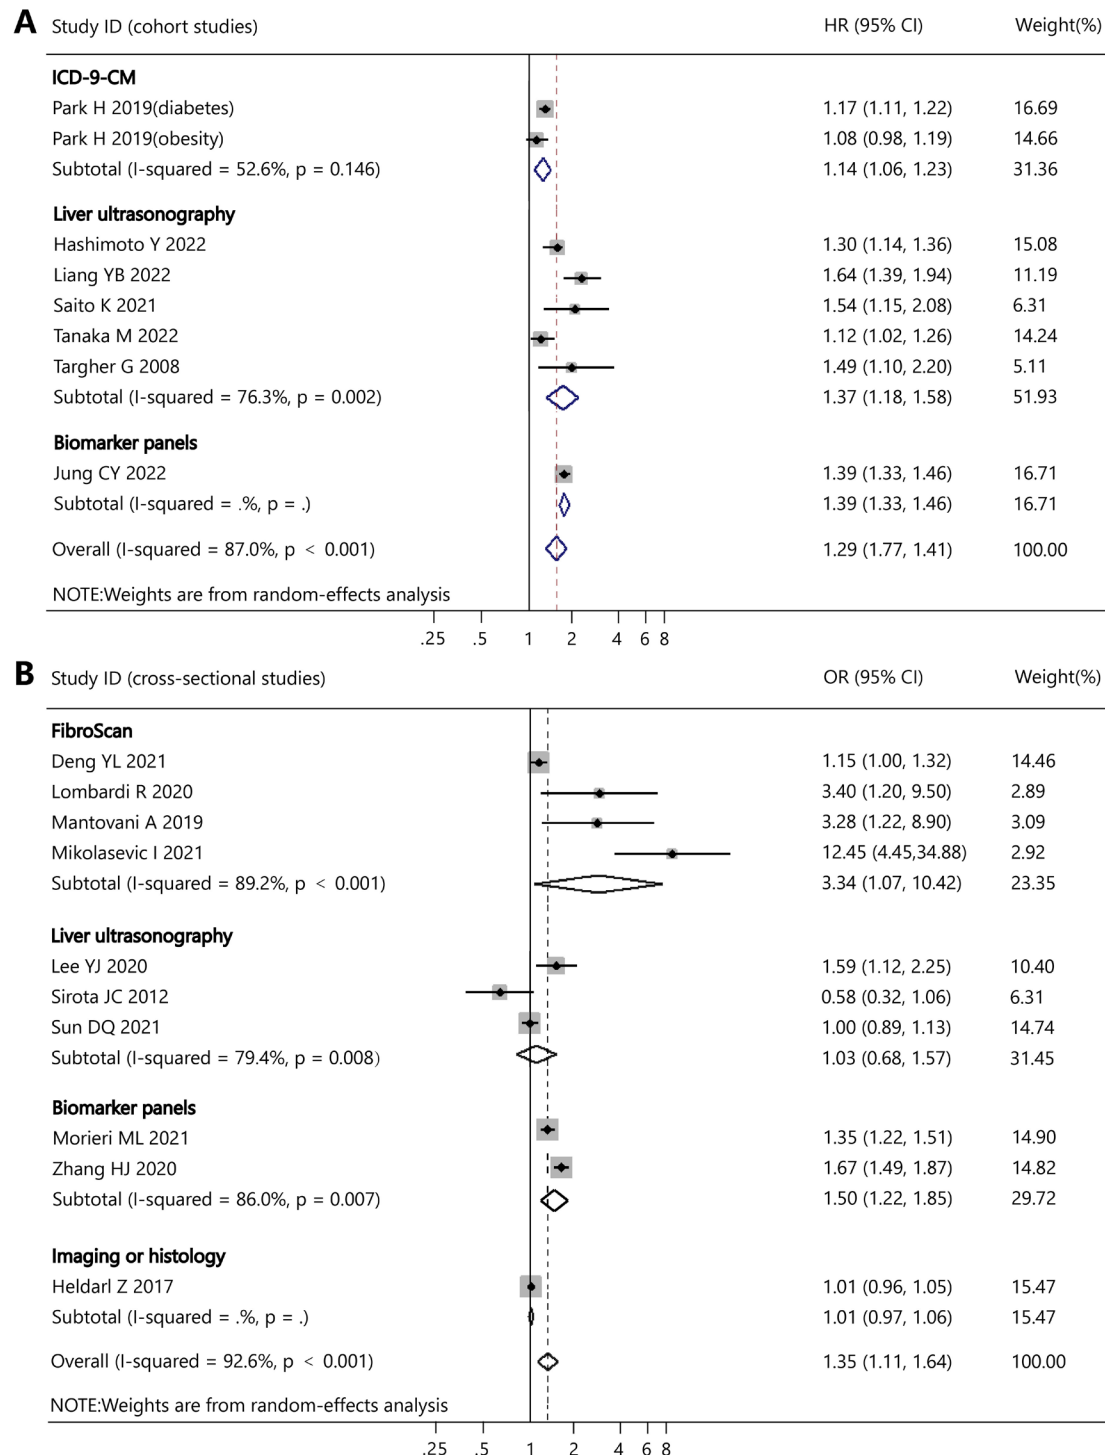 A Study ID (cohort studies) HR (95% CI) Weight(%)
ICD-9-CM
Park H 2019(diabetes) 1.17 (1.11, 1.22) 16.69
Park H 2019(obesity) 1.08 (0.98, 1.19) 14.66
Subtotal (I-squared = 52.6%, p = 0.146) 1.14 (1.06, 1.23) 31.36
Liver ultrasonography
Hashimoto Y 2022 1.30 (1.14, 1.36) 15.08
Liang YB 2022 1.64 (1.39, 1.94) 11.19
Saito K 2021 1.54 (1.15, 2.08) 6.31
Tanaka M 2022 1.12 (1.02, 1.26) 14.24
Targher G 2008 1.49 (1.10, 2.20) 5.11
Subtotal (I-squared = 76.3%, p = 0.002) 1.37 (1.18, 1.58) 51.93
Biomarker panels
Jung CY 2022 1.39 (1.33, 1.46) 16.71
Subtotal (I-squared = .%, p = .) 1.39 (1.33, 1.46) 16.71
Overall (I-squared = 87.0%, p < 0.001) 1.29 (1.77, 1.41) 100.00
NOTE:Weights are from random-effects analysis
.25 .5 1 2 4 6 8
B Study ID (cross-sectional studies) OR (95% CI) Weight(%)
FibroScan
Deng YL 2021 1.15 (1.00, 1.32) 14.46
Lombardi R 2020 3.40 (1.20, 9.50) 2.89
Mantovani A 2019 3.28 (1.22, 8.90) 3.09
Mikolasevic I 2021 12.45 (4.45,34.88) 2.92
Subtotal (I-squared = 89.2%, p < 0.001) 3.34 (1.07, 10.42) 23.35
Liver ultrasonography
Lee YJ 2020 1.59 (1.12, 2.25) 10.40
Sirota JC 2012 0.58 (0.32, 1.06) 6.31
Sun DQ 2021 1.00 (0.89, 1.13) 14.74
Subtotal (I-squared = 79.4%, p = 0.008) 1.03 (0.68, 1.57) 31.45
Biomarker panels
Morieri ML 2021 1.35 (1.22, 1.51) 14.90
Zhang HJ 2020 1.67 (1.49, 1.87) 14.82
Subtotal (I-squared = 86.0%, p = 0.007) 1.50 (1.22, 1.85) 29.72
Imaging or histology
Heldarl Z 2017 1.01 (0.96, 1.05) 15.47
Subtotal (I-squared = .%, p = .) 1.01 (0.97, 1.06) 15.47
Overall (I-squared = 92.6%, p < 0.001) 1.35 (1.11, 1.64) 100.00
NOTE:Weights are from random-effects analysis
.25 .5 1 2 4 6 8